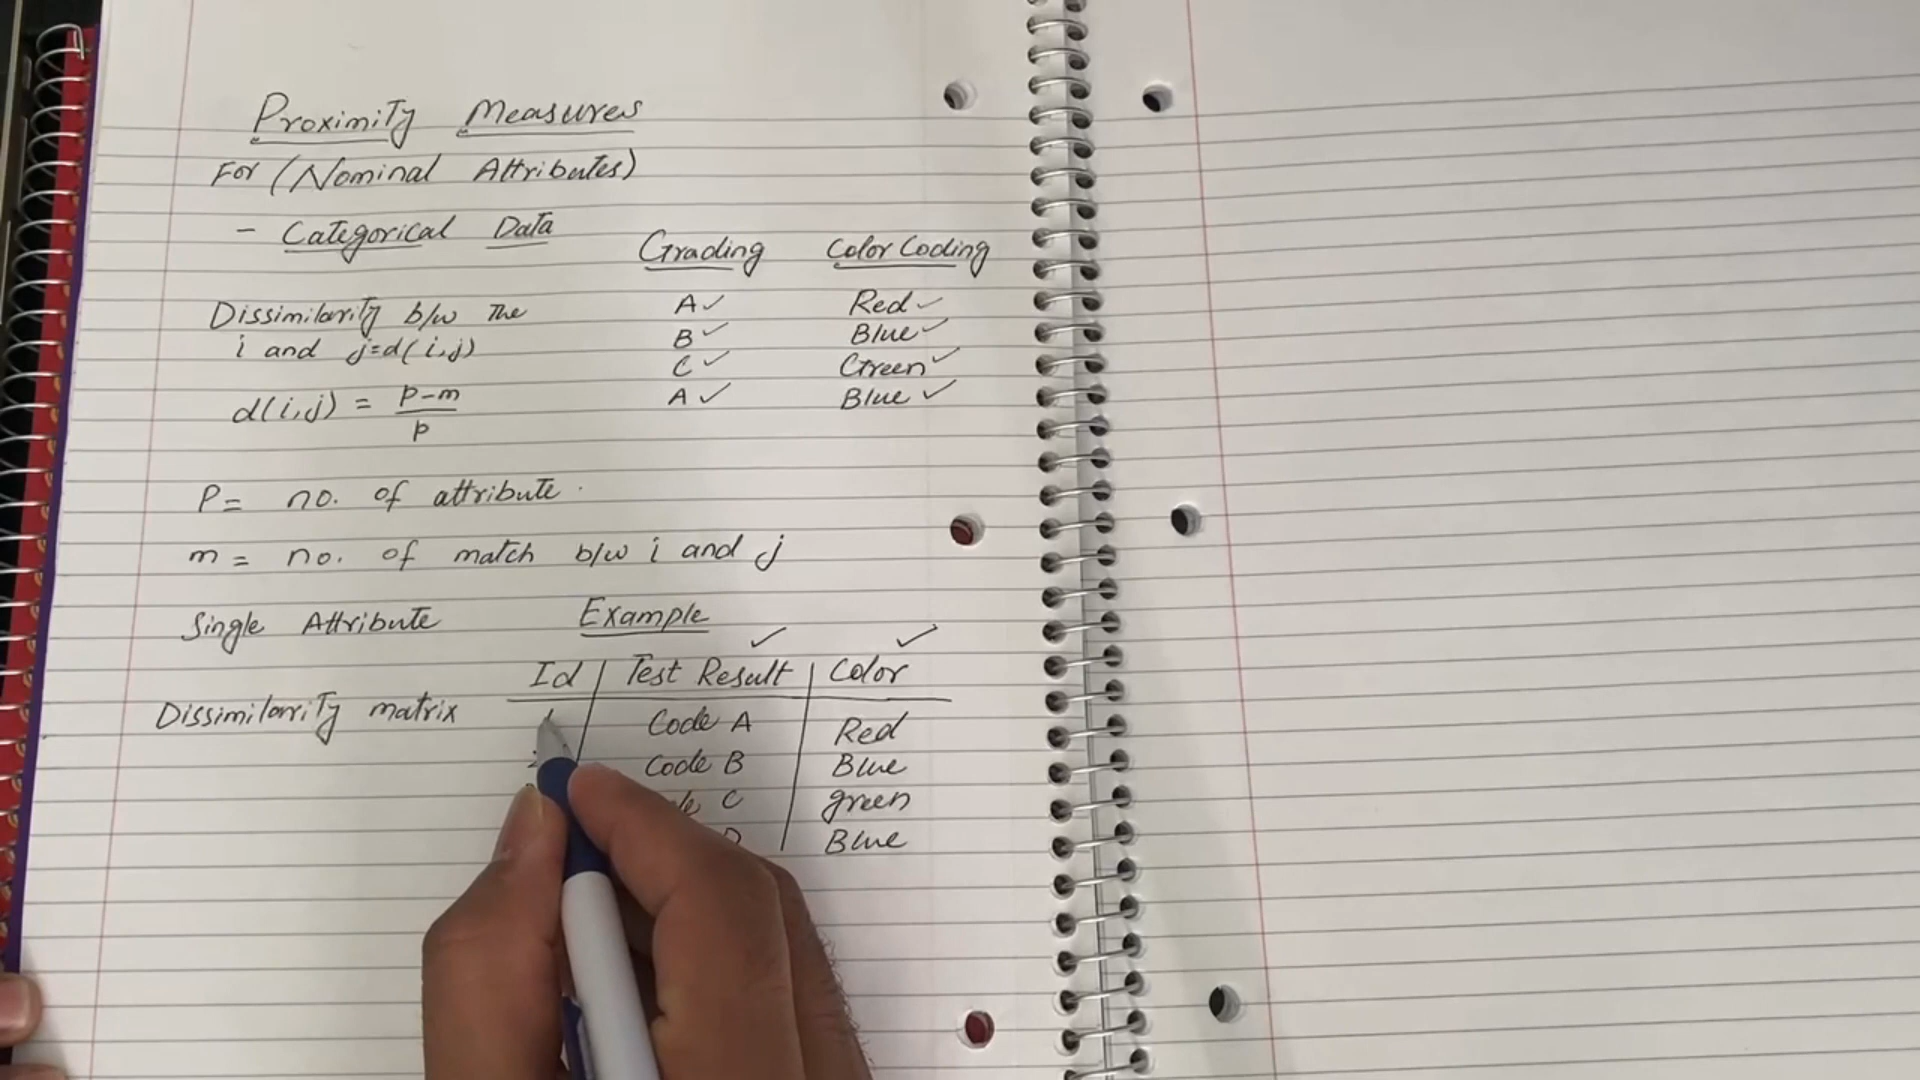 Proximity Measures
For (Nominal Attributes)
- Categorical Data
Grading Color Coding
A ✓ Red ✓
B ✓ Blue ✓
C ✓ Green ✓
A ✓ Blue ✓
Dissimilarity b/w The
i and j = d(i,j)
d(i,j) = p-m / p
P = no. of attribute.
m = no. of match b/w i and j
Single Attribute
Example
Dissimilarity matrix
✓ ✓
Id Test Result Color
1 Code A Red
2 Code B Blue
C green
D Blue